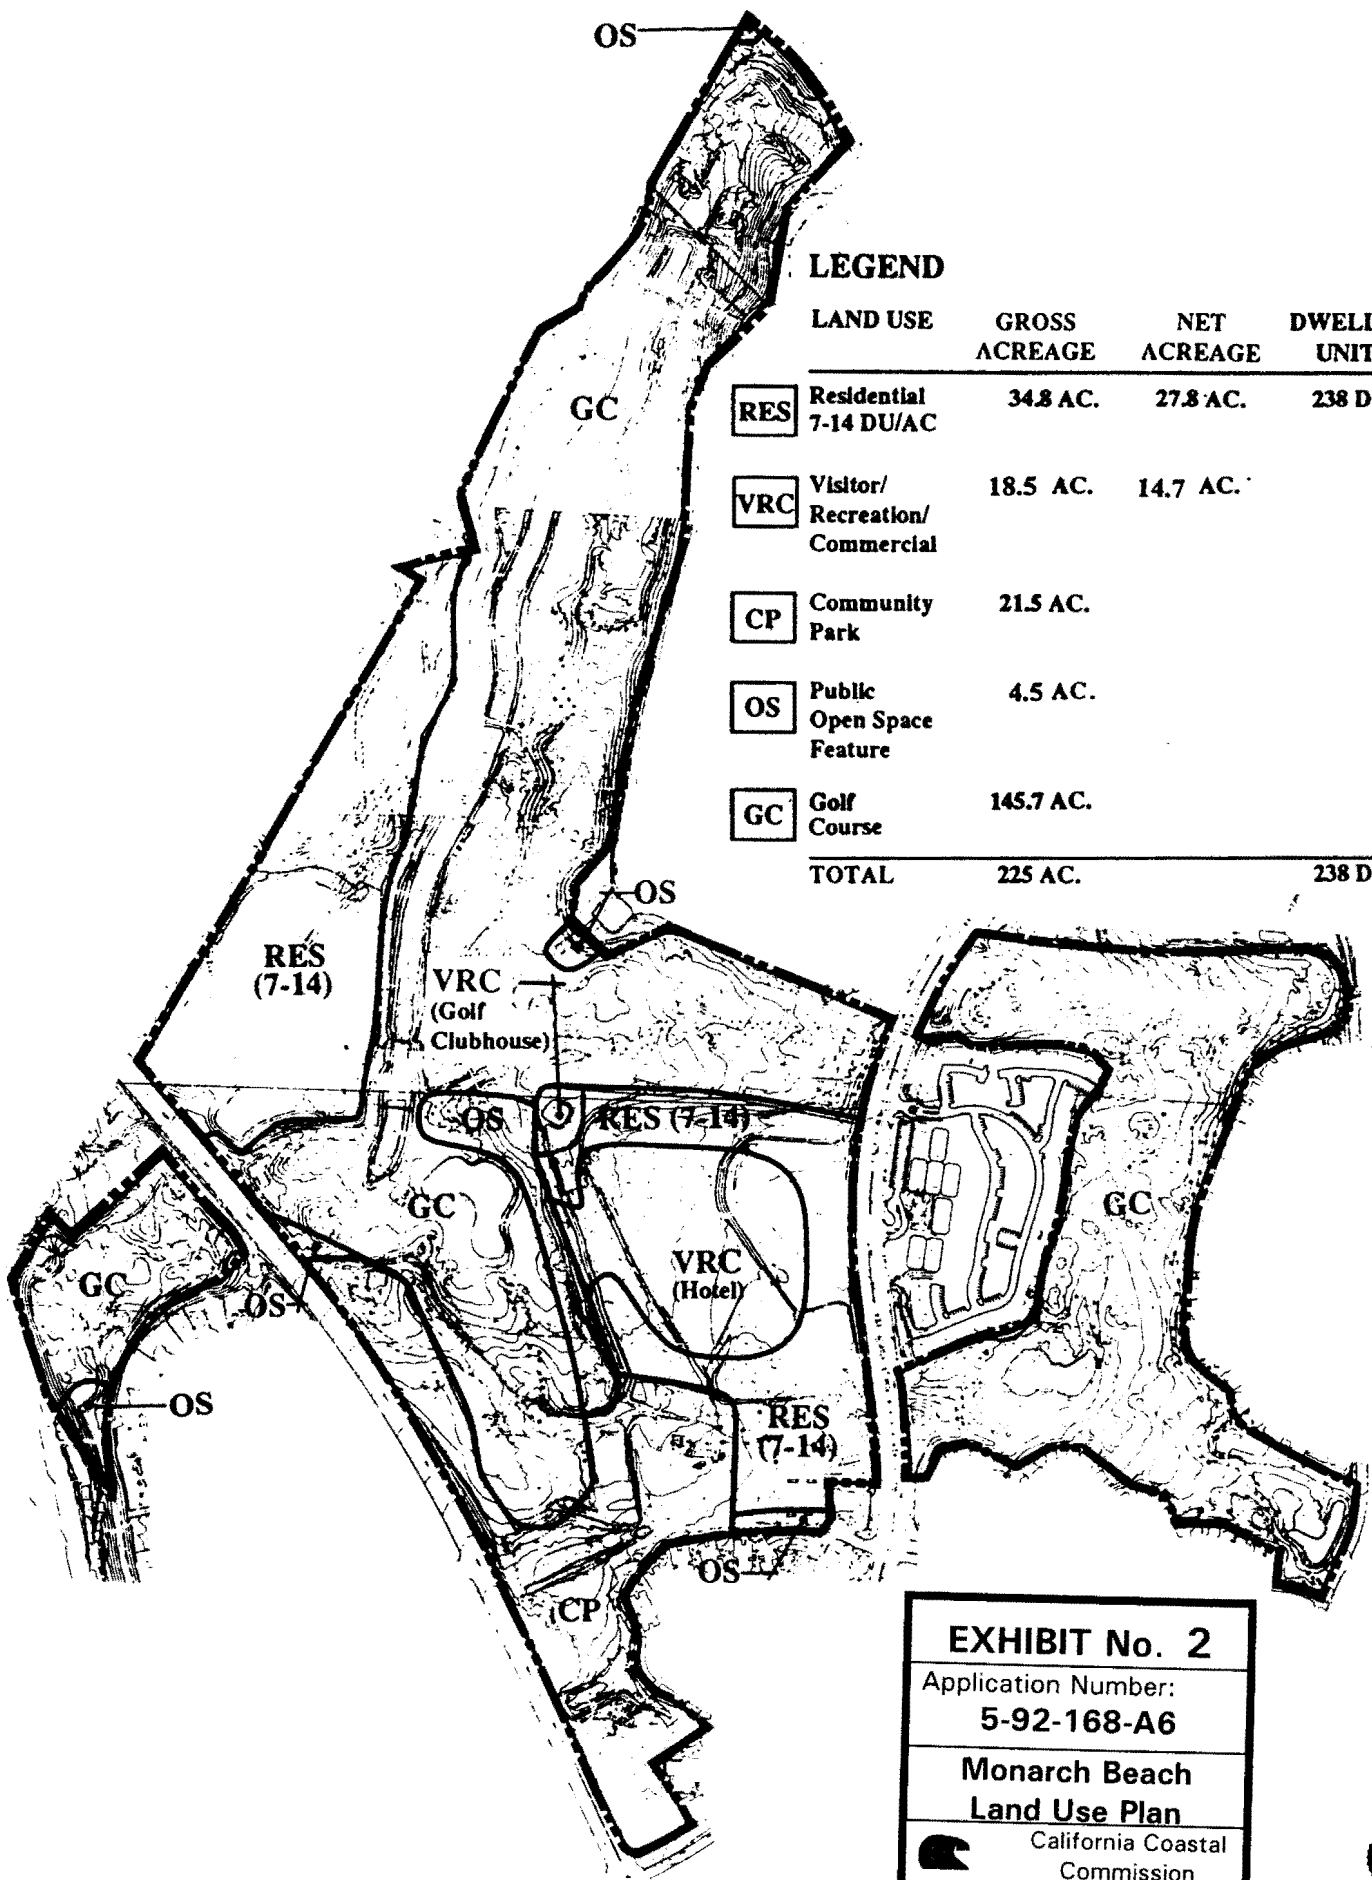 OS
LEGEND
LAND USE GROSS ACREAGE NET ACREAGE DWELL UNIT
RES Residential 7-14 DU/AC 34.8 AC. 27.8 AC. 238 D
VRC Visitor/ Recreation/ Commercial 18.5 AC. 14.7 AC.
CP Community Park 21.5 AC.
OS Public Open Space Feature 4.5 AC.
GC Golf Course 145.7 AC.
TOTAL 225 AC. 238 D
GC
OS
RES
(7-14)
VRC
(Golf
Clubhouse)
OS
RES (7-14)
GC
GC
VRC
(Hotel)
GC
OS
OS
RES
(7-14)
OS
CP
EXHIBIT No. 2
Application Number:
5-92-168-A6
Monarch Beach
Land Use Plan
California Coastal
Commission